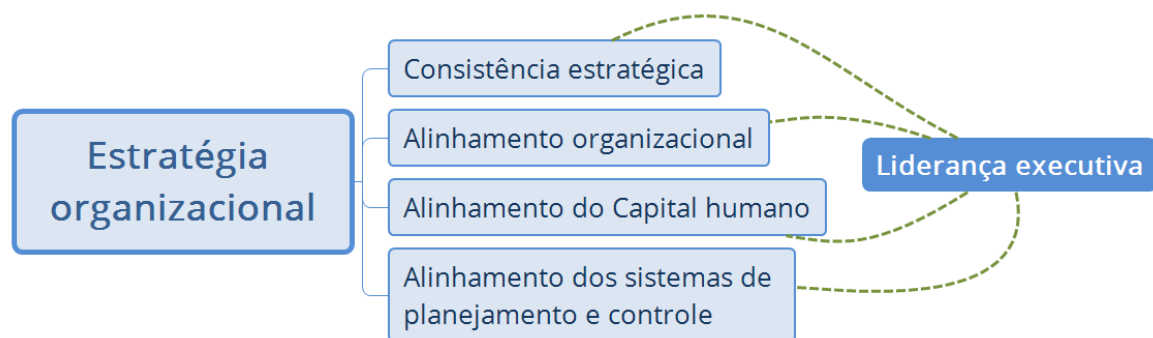 Estratégia
organizacional
Consistência estratégica
Alinhamento organizacional
Alinhamento do Capital humano
Alinhamento dos sistemas de
planejamento e controle
Liderança executiva